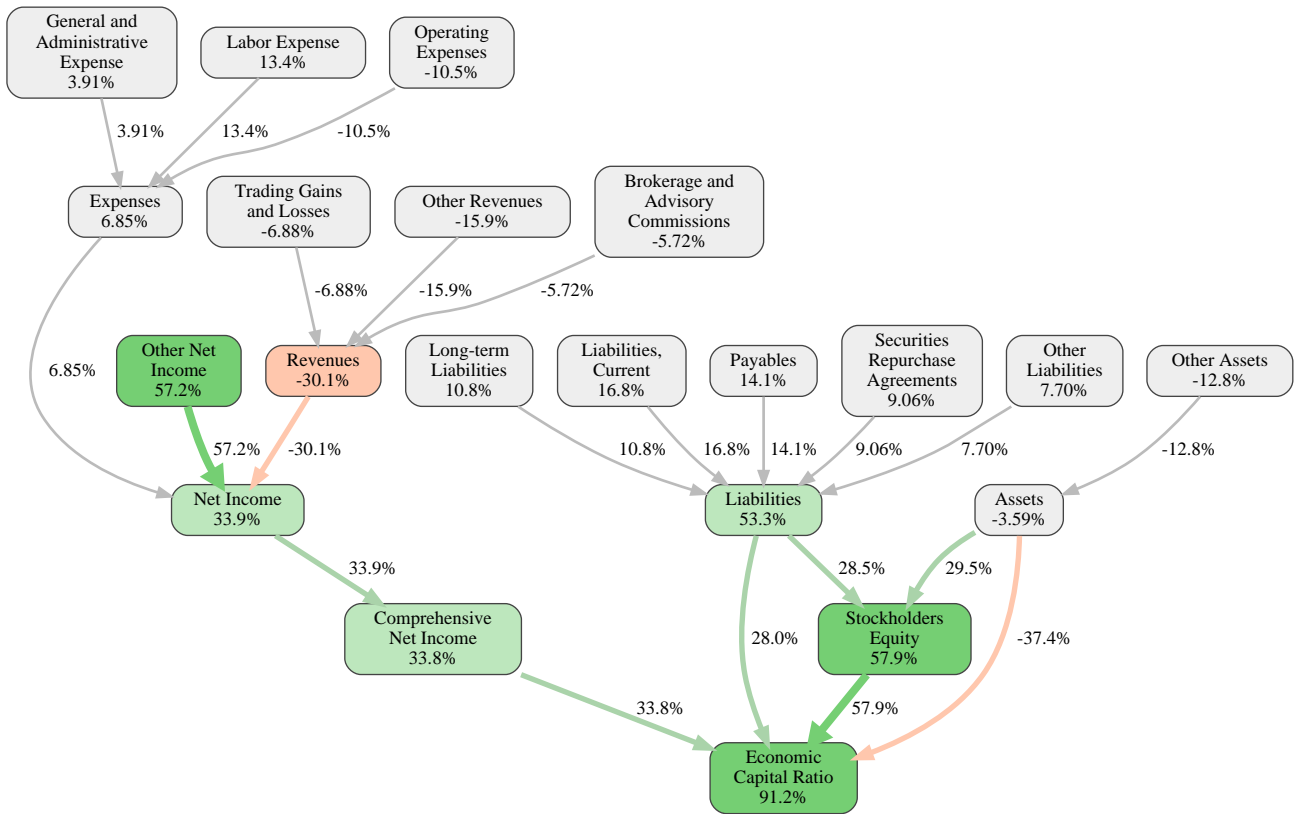 General and
Administrative
Expense
3.91%
Labor Expense
13.4%
Operating
Expenses
-10.5%
3.91%
13.4%
-10.5%
Expenses
6.85%
Trading Gains
and Losses
-6.88%
Other Revenues
-15.9%
Brokerage and
Advisory
Commissions
-5.72%
-6.88%
-15.9%
-5.72%
Other Net
Income
57.2%
Revenues
-30.1%
Long-term
Liabilities
10.8%
Liabilities,
Current
16.8%
Payables
14.1%
Securities
Repurchase
Agreements
9.06%
Other
Liabilities
7.70%
Other Assets
-12.8%
6.85%
57.2%
-30.1%
10.8%
16.8%
14.1%
9.06%
7.70%
-12.8%
Net Income
33.9%
Liabilities
53.3%
Assets
-3.59%
33.9%
28.5%
29.5%
Comprehensive
Net Income
33.8%
28.0%
Stockholders
Equity
57.9%
-37.4%
33.8%
57.9%
Economic
Capital Ratio
91.2%